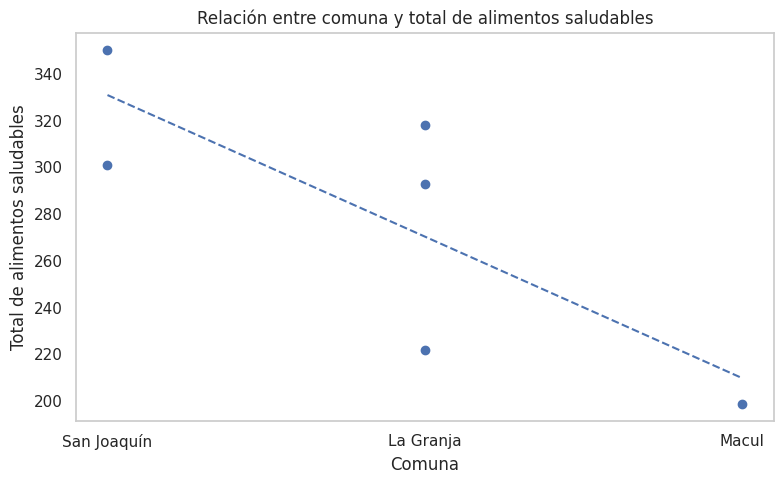 Relación entre comuna y total de alimentos saludables
Total de alimentos saludables
340
320
300
280
260
240
220
200
San Joaquín
La Granja
Macul
Comuna